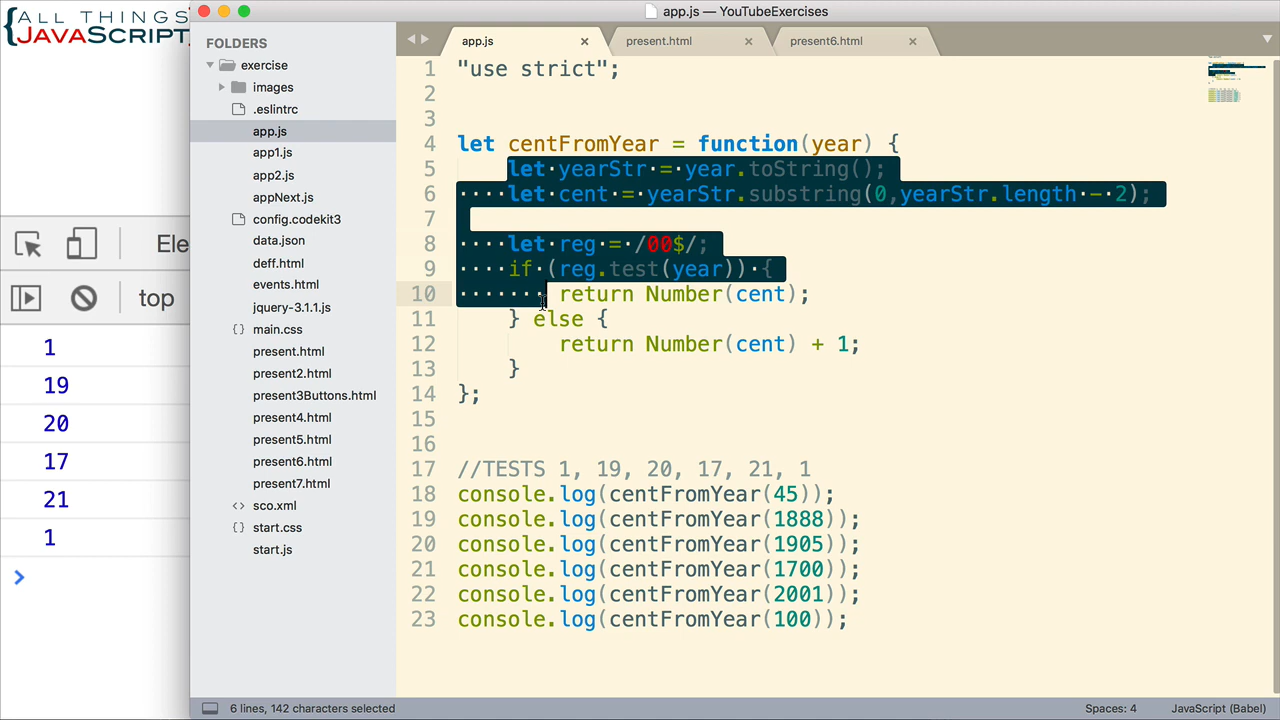 ALL THINGS
JAVASCRIPT
app.js — YouTubeExercises
FOLDERS
exercise
images
.eslintrc
app.js
app1.js
app2.js
appNext.js
config.codekit3
data.json
deff.html
events.html
jquery-3.1.1.js
main.css
present.html
present2.html
present3Buttons.html
present4.html
present5.html
present6.html
present7.html
sco.xml
start.css
start.js
app.js
present.html
present6.html
1 "use strict";
2
3
4 let centFromYear = function(year) {
5 let yearStr = year.toString();
6 let cent = yearStr.substring(0,yearStr.length - 2);
7
8 let reg = /00$/;
9 if (reg.test(year)) {
10 return Number(cent);
11 } else {
12 return Number(cent) + 1;
13 }
14 };
15
16
17 //TESTS 1, 19, 20, 17, 21, 1
18 console.log(centFromYear(45));
19 console.log(centFromYear(1888));
20 console.log(centFromYear(1905));
21 console.log(centFromYear(1700));
22 console.log(centFromYear(2001));
23 console.log(centFromYear(100));
Ele
top
1
19
20
17
21
1
6 lines, 142 characters selected
Spaces: 4
JavaScript (Babel)